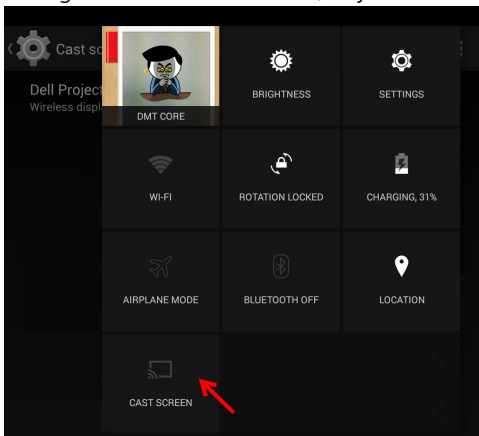 Cast sc
Dell Project
Wireless displ
DMT CORE
BRIGHTNESS
SETTINGS
WI-FI
ROTATION LOCKED
CHARGING, 31%
AIRPLANE MODE
BLUETOOTH OFF
LOCATION
CAST SCREEN